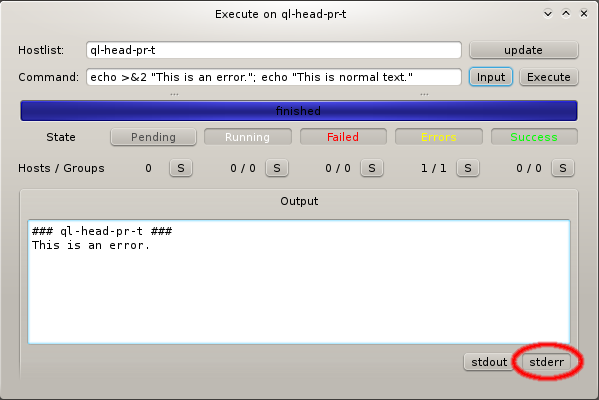 Execute on ql-head-pr-t
Hostlist: ql-head-pr-t update
Command: echo >&2 "This is an error."; echo "This is normal text." Input Execute
... ...
finished
State Pending Running Failed Errors Success
Hosts / Groups 0 S 0 / 0 S 0 / 0 S 1 / 1 S 0 / 0 S
Output
### ql-head-pr-t ###
This is an error.
stdout stderr